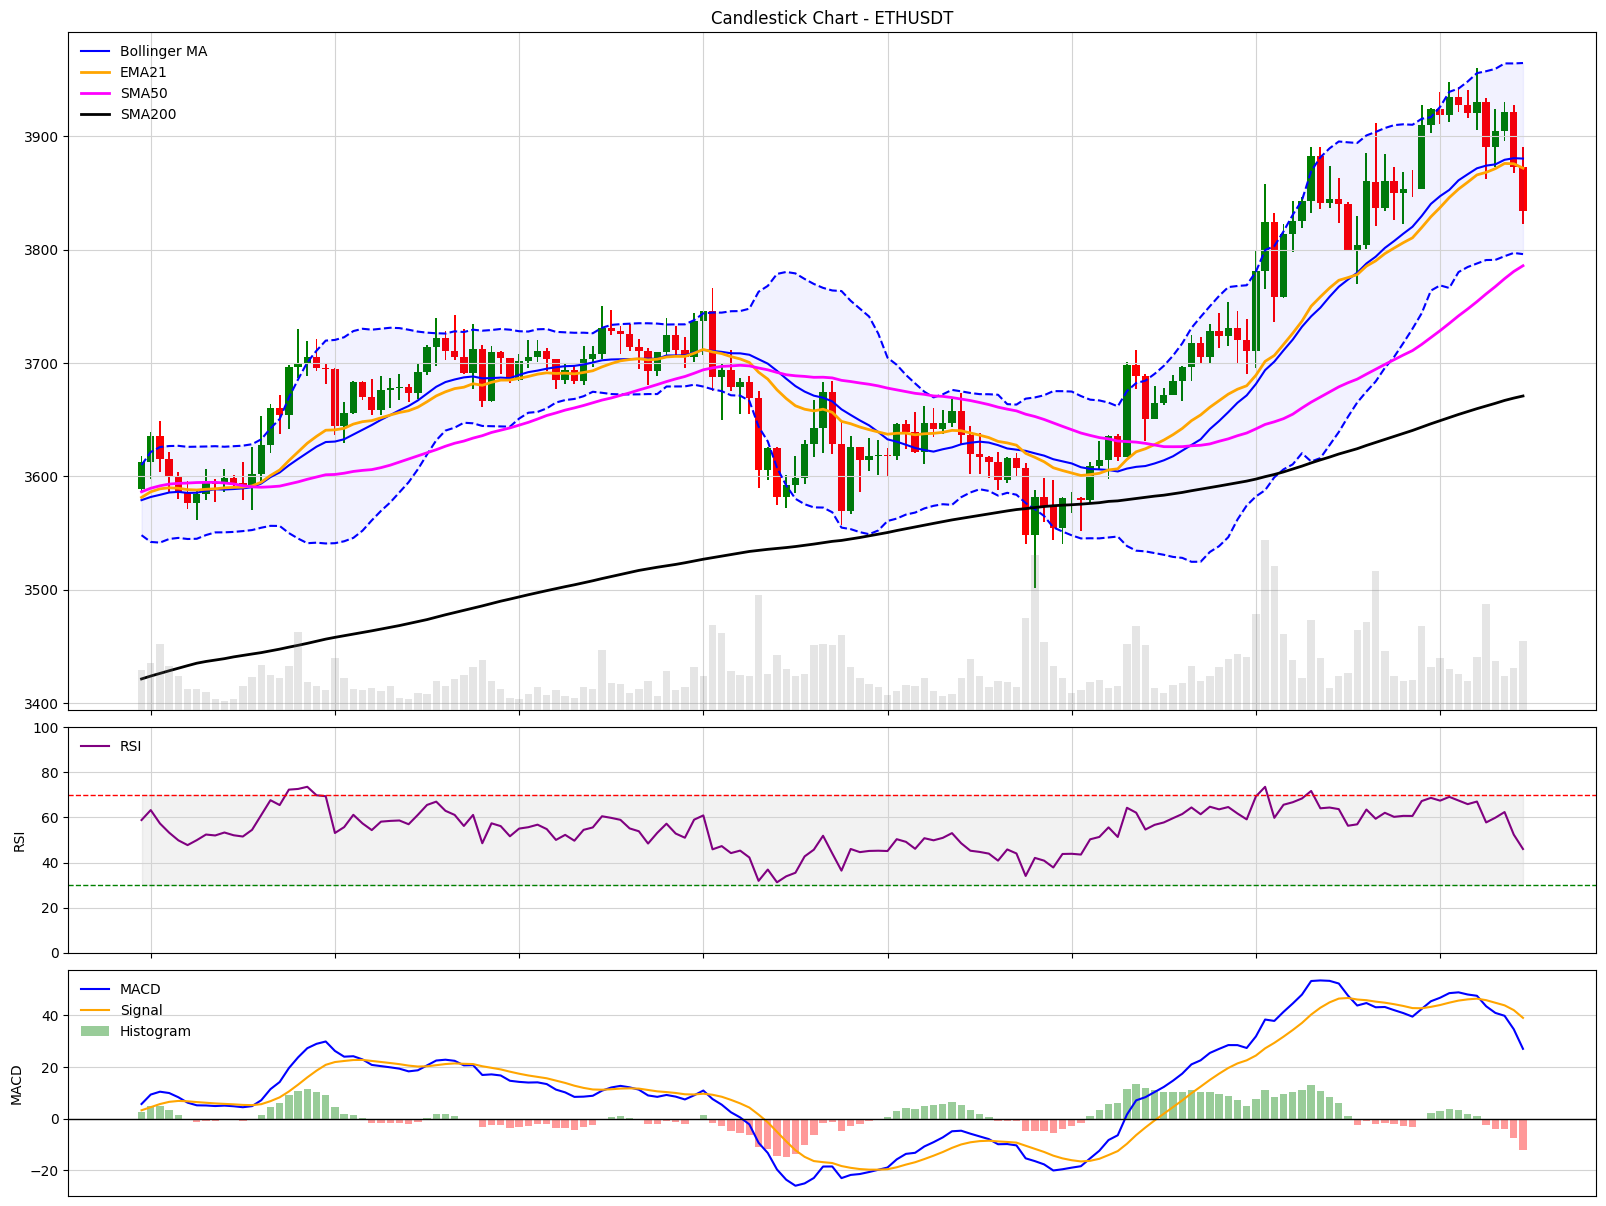 Candlestick Chart - ETHUSDT
Bollinger MA
EMA21
SMA50
SMA200
3900
3800
3700
3600
3500
3400
100
80
60
40
20
0
RSI
RSI
MACD
Signal
Histogram
40
20
0
−20
MACD